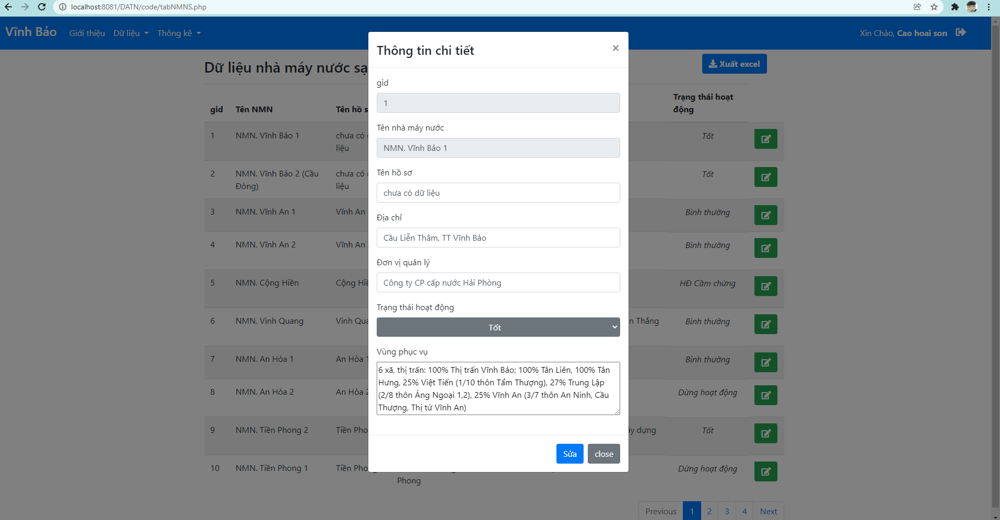 localhost:8081/DATN/code/tabNMNS.php
Vĩnh Bảo
Giới thiệu
Dữ liệu
Thông kê
Xin Chào, Cao hoai son
Dữ liệu nhà máy nước sạ
Xuất excel
gid
Tên NMN
Tên hồ s
Trạng thái hoạt
động
1
NMN. Vĩnh Bảo 1
chưa có
liệu
Tốt
2
NMN. Vĩnh Bảo 2 (Cầu
Đòng)
chưa có
liệu
Tốt
3
NMN. Vĩnh An 1
Vĩnh An
Bình thường
4
NMN. Vĩnh An 2
Vĩnh An
Bình thường
5
NMN. Cộng Hiền
Cộng Hiề
HĐ Cầm chừng
6
NMN. Vinh Quang
Vinh Qua
n Thắng
Bình thường
7
NMN. An Hòa 1
An Hòa 1
Bình thường
8
NMN. An Hòa 2
An Hòa 2
Dừng hoạt động
9
NMN. Tiền Phong 2
Tiền Pho
ây dựng
Tốt
10
NMN. Tiền Phong 1
Tiền Phong
Phong
Dừng hoạt động
Previous
1
2
3
4
Next
Thông tin chi tiết
×
gid
1
Tên nhà máy nước
NMN. Vĩnh Bảo 1
Tên hồ sơ
chưa có dữ liệu
Địa chỉ
Cầu Liễn Thâm, TT Vĩnh Bảo
Đơn vị quản lý
Công ty CP cấp nước Hải Phòng
Trạng thái hoạt động
Tốt
Vùng phục vụ
6 xã, thị trấn: 100% Thị trấn Vĩnh Bảo; 100% Tân Liên, 100% Tân
Hưng, 25% Việt Tiến (1/10 thôn Tẩm Thượng), 27% Trung Lập
(2/8 thôn Áng Ngoại 1,2), 25% Vĩnh An (3/7 thôn An Ninh, Cầu
Thượng, Thị tứ Vĩnh An)
Sửa
close